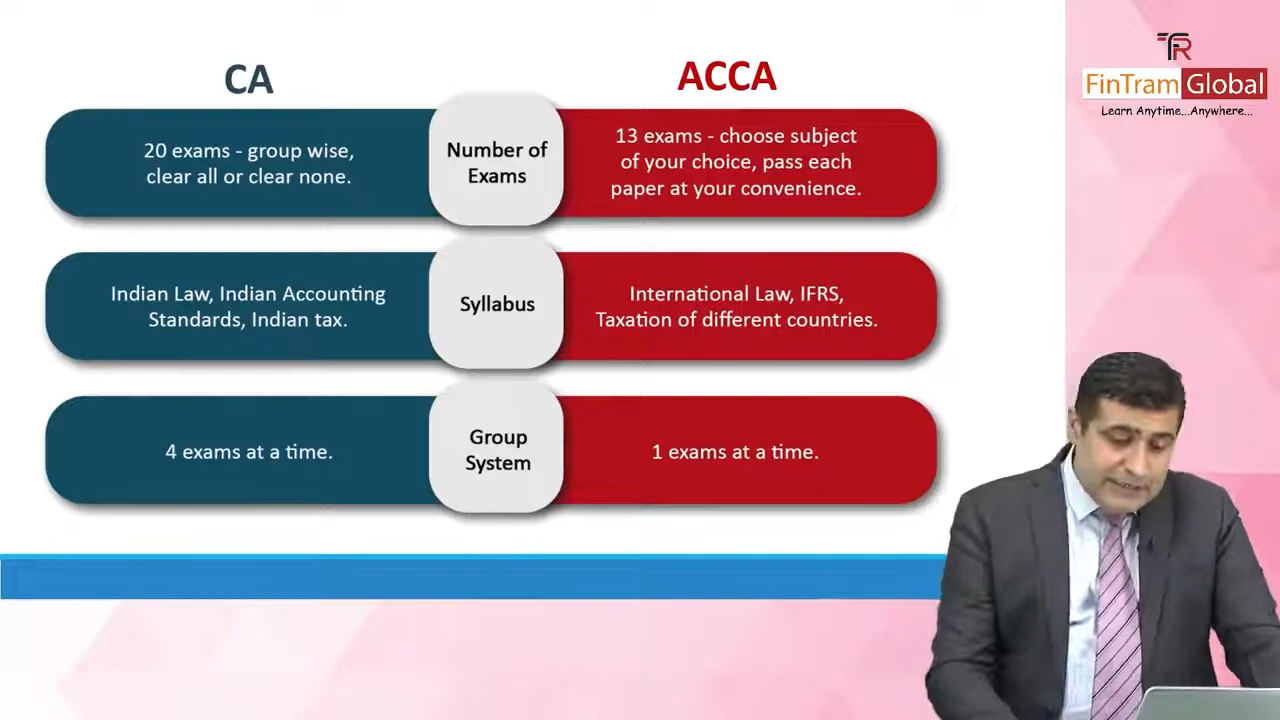 CA
ACCA
20 exams - group wise,
clear all or clear none.
Number of
Exams
13 exams - choose subject
of your choice, pass each
paper at your convenience.
Indian Law, Indian Accounting
Standards, Indian tax.
Syllabus
International Law, IFRS,
Taxation of different countries.
4 exams at a time.
Group
System
1 exams at a time.
TR
FinTram Global
Learn Anytime...Anywhere...